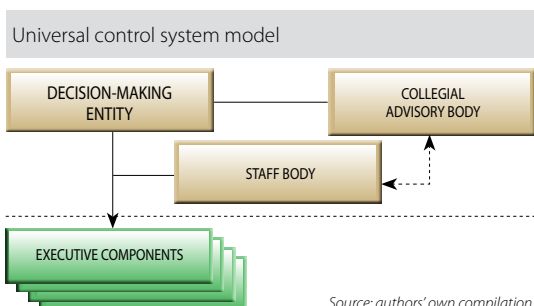 Universal control system model
DECISION-MAKING
ENTITY
COLLEGIAL
ADVISORY BODY
STAFF BODY
EXECUTIVE COMPONENTS
Source: authors' own compilation